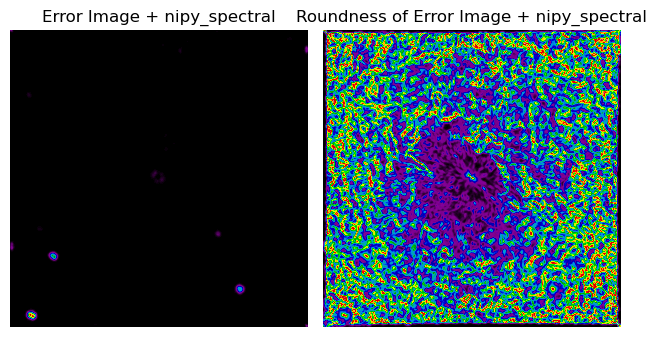 Error Image + nipy_spectral
Roundness of Error Image + nipy_spectral